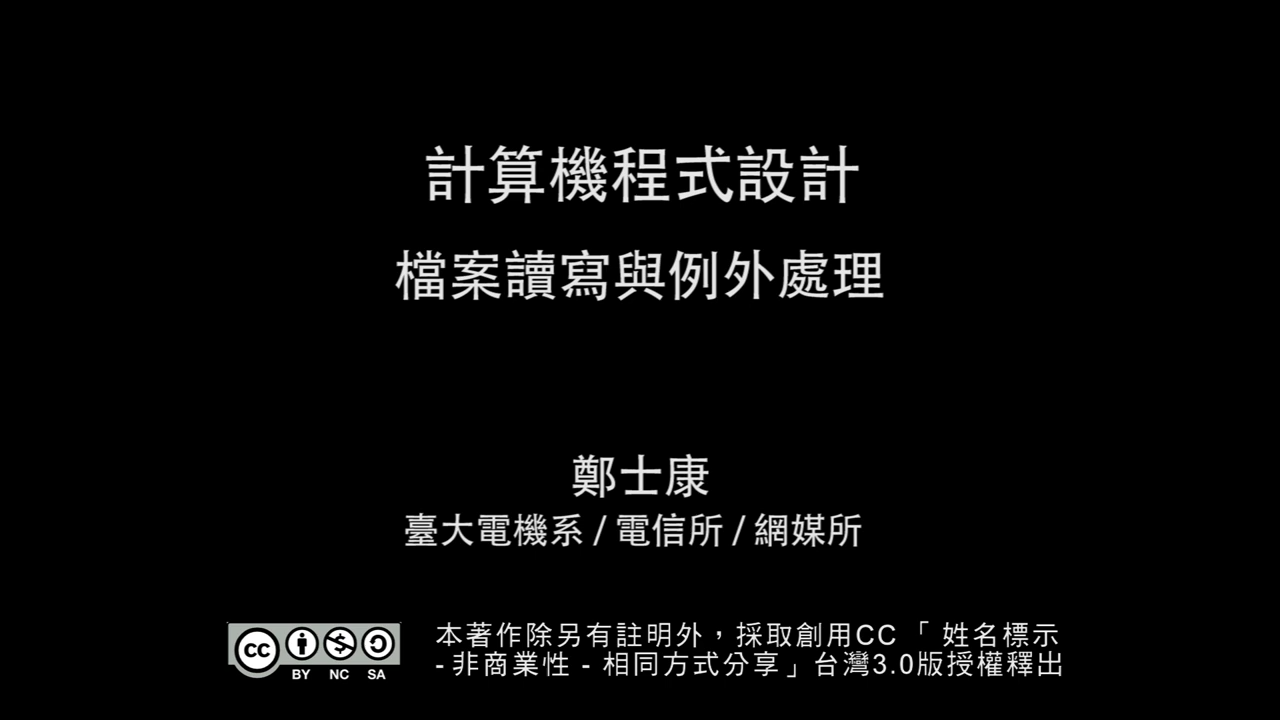 計算機程式設計
檔案讀寫與例外處理
鄭士康
臺大電機系 / 電信所 / 網媒所
本著作除另有註明外，採取創用CC「 姓名標示
- 非商業性 - 相同方式分享」台灣3.0版授權釋出
CC
BY NC SA